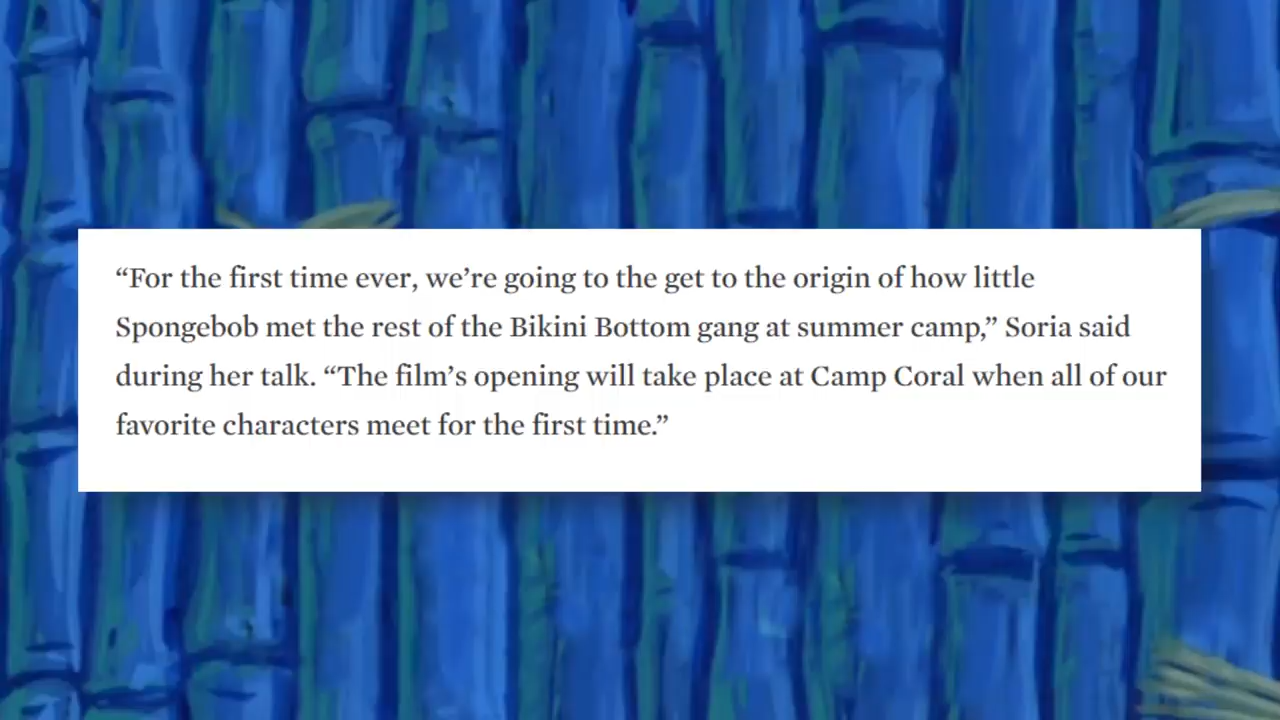 “For the first time ever, we’re going to the get to the origin of how little
Spongebob met the rest of the Bikini Bottom gang at summer camp,” Soria said
during her talk. “The film’s opening will take place at Camp Coral when all of our
favorite characters meet for the first time.”